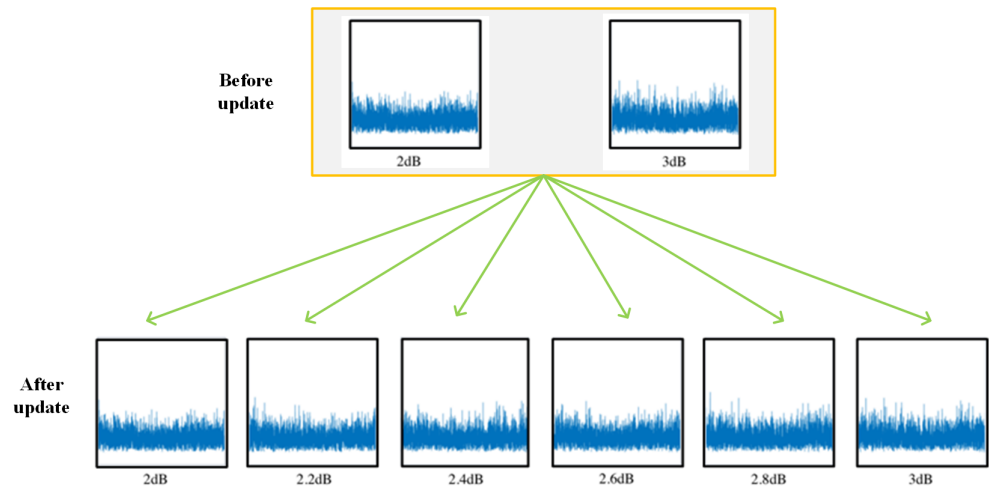 Before
update
2dB
3dB
After
update
2dB
2.2dB
2.4dB
2.6dB
2.8dB
3dB